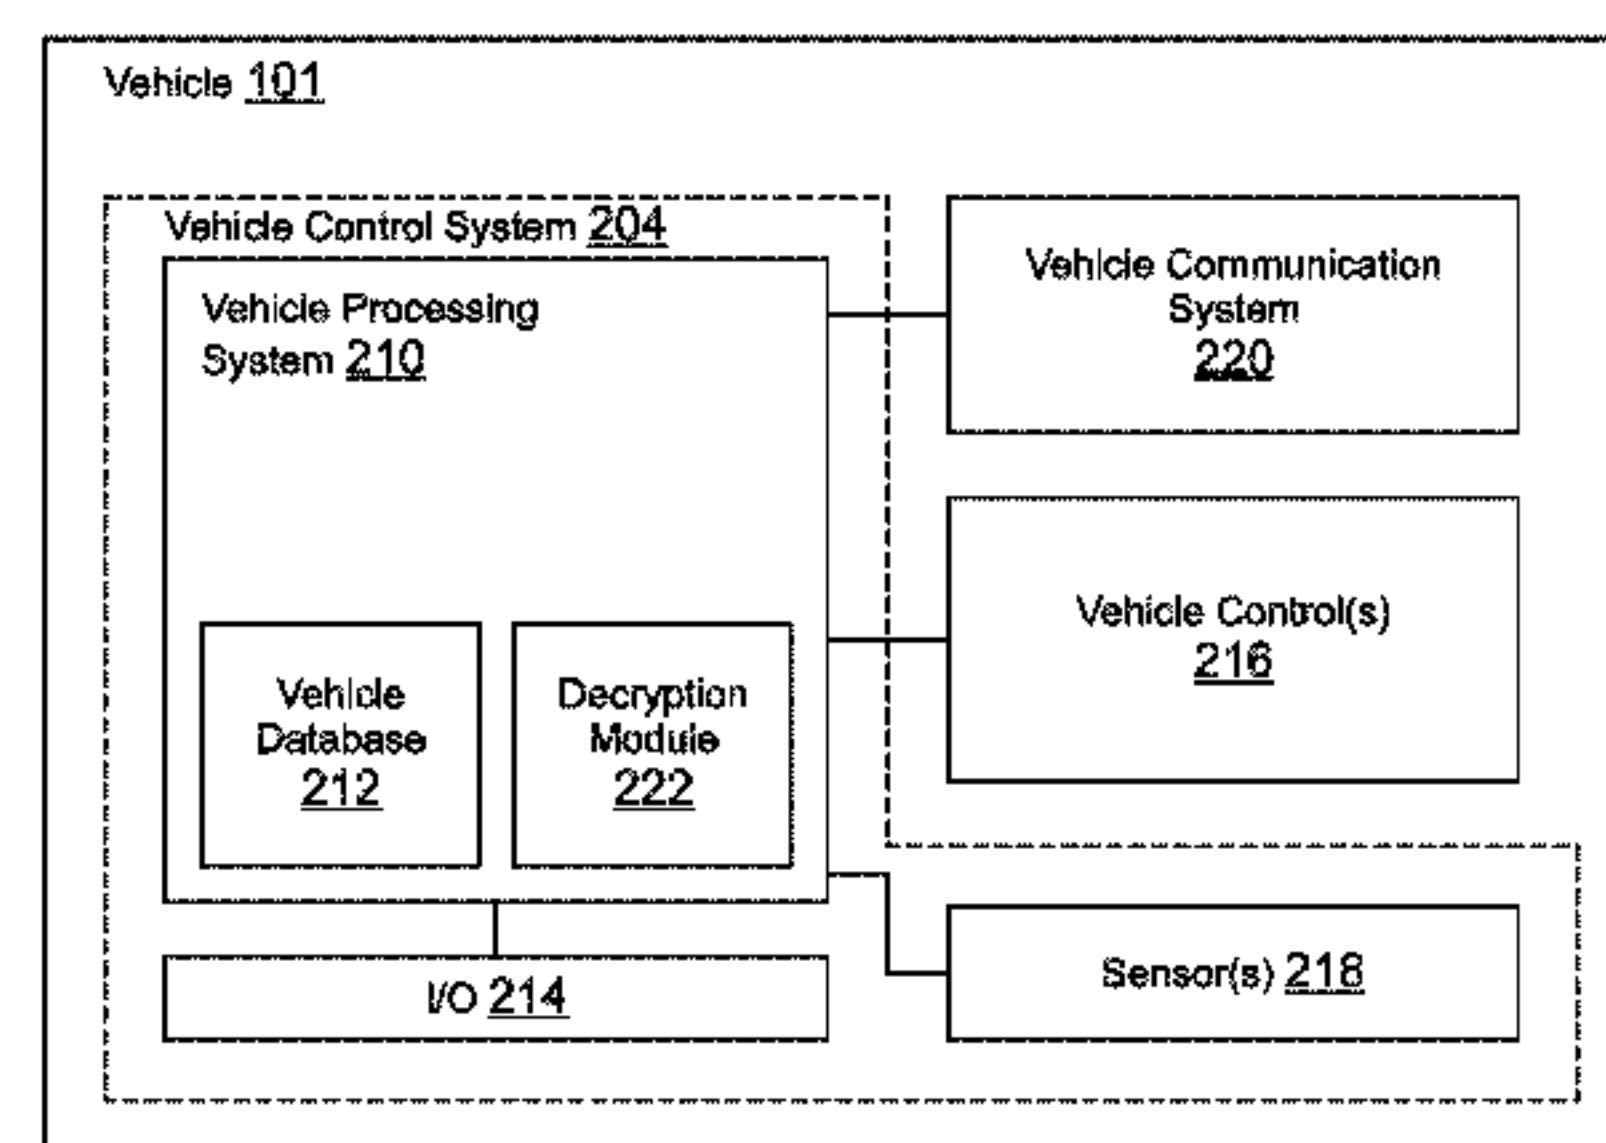 Vehicle 101
Vehicle Control System 204
Vehicle Processing
System 210
Vehicle Communication
System
220
Vehicle Control(s)
216
Vehicle
Database
212
Decryption
Module
222
I/O 214
Sensor(s) 218